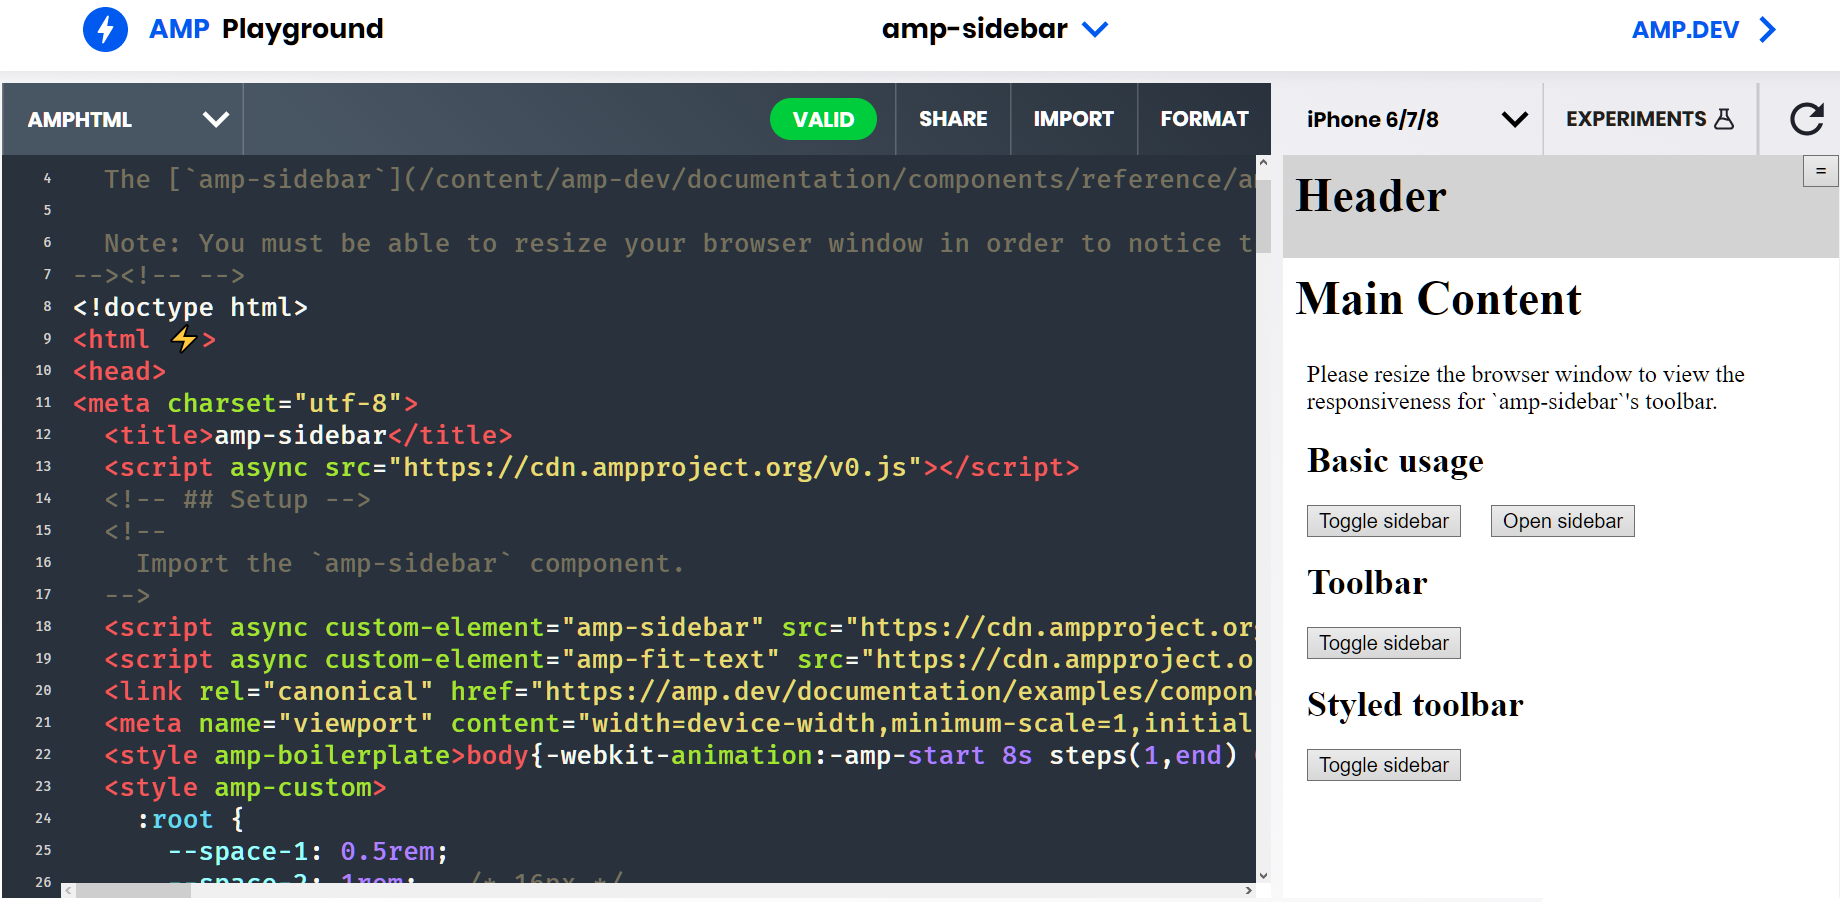 AMP Playground
amp-sidebar
AMP.DEV
AMPHTML
VALID
SHARE
IMPORT
FORMAT
iPhone 6/7/8
EXPERIMENTS
4 The [`amp-sidebar`](/content/amp-dev/documentation/components/reference/
5
6 Note: You must be able to resize your browser window in order to notice
7 --><!-- -->
8 <!doctype html>
9 <html ⚡>
10 <head>
11 <meta charset="utf-8">
12 <title>amp-sidebar</title>
13 <script async src="https://cdn.ampproject.org/v0.js"></script>
14 <!-- ## Setup -->
15 <!--
16 Import the `amp-sidebar` component.
17 -->
18 <script async custom-element="amp-sidebar" src="https://cdn.ampproject.or
19 <script async custom-element="amp-fit-text" src="https://cdn.ampproject.o
20 <link rel="canonical" href="https://amp.dev/documentation/examples/compon
21 <meta name="viewport" content="width=device-width,minimum-scale=1,initial
22 <style amp-boilerplate>body{-webkit-animation:-amp-start 8s steps(1,end)
23 <style amp-custom>
24 :root {
25 --space-1: 0.5rem;
26 --space-2: 1rem; /* 16px */
=
Header
Main Content
Please resize the browser window to view the
responsiveness for `amp-sidebar`'s toolbar.
Basic usage
Toggle sidebar
Open sidebar
Toolbar
Toggle sidebar
Styled toolbar
Toggle sidebar